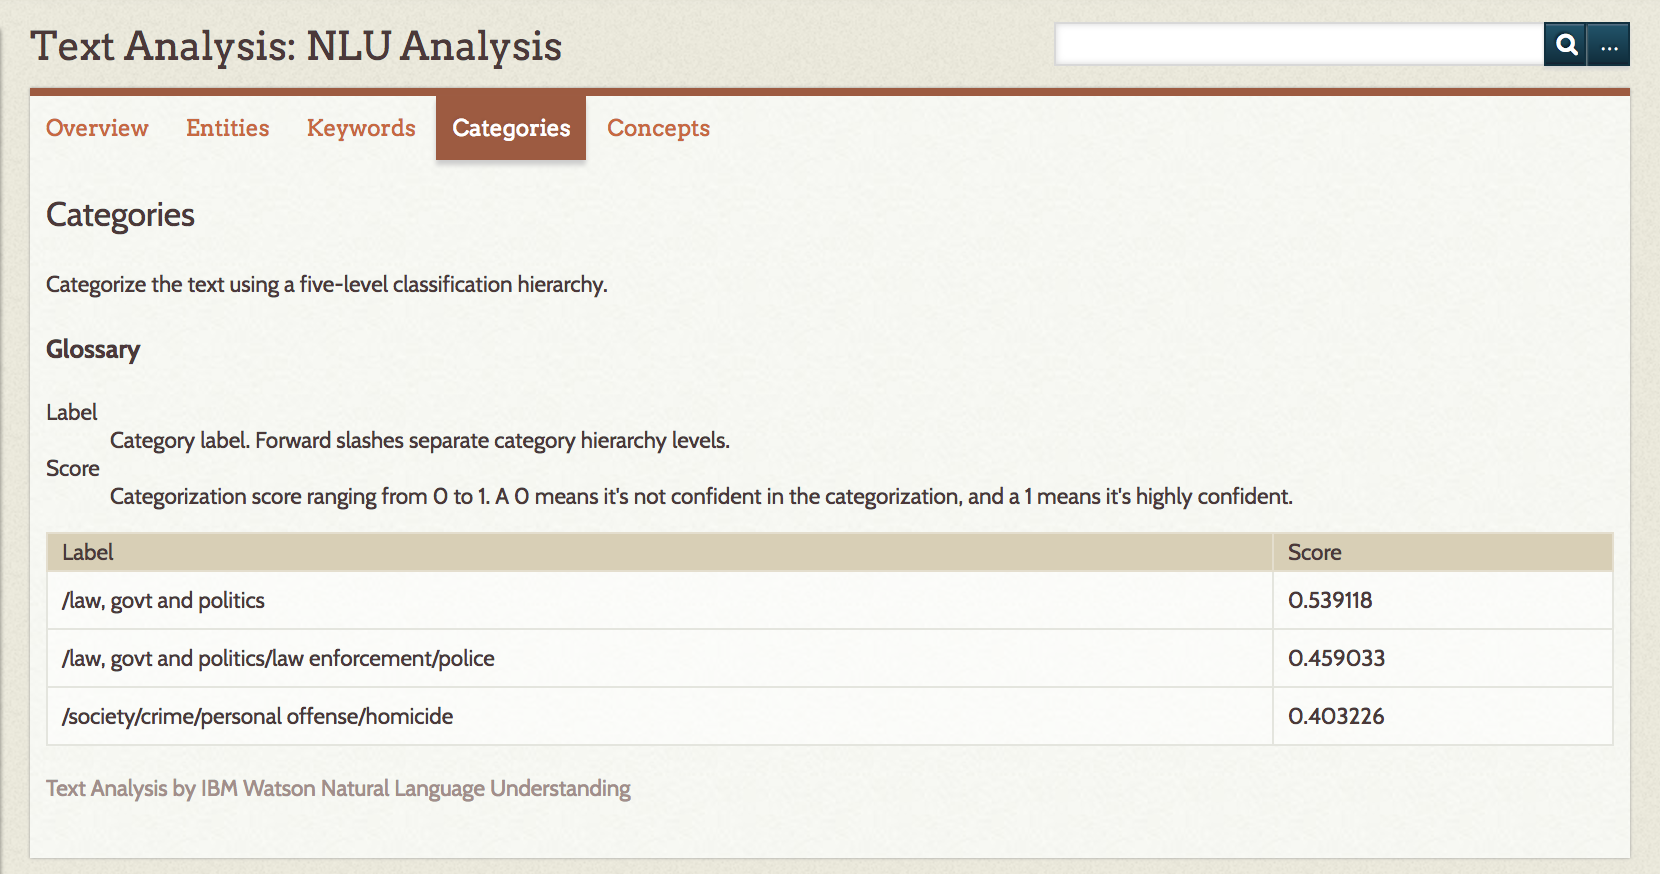 Text Analysis: NLU Analysis
...
Overview Entities Keywords Categories Concepts
Categories
Categorize the text using a five-level classification hierarchy.
Glossary
Label
Category label. Forward slashes separate category hierarchy levels.
Score
Categorization score ranging from 0 to 1. A 0 means it's not confident in the categorization, and a 1 means it's highly confident.
Label Score
/law, govt and politics 0.539118
/law, govt and politics/law enforcement/police 0.459033
/society/crime/personal offense/homicide 0.403226
Text Analysis by IBM Watson Natural Language Understanding